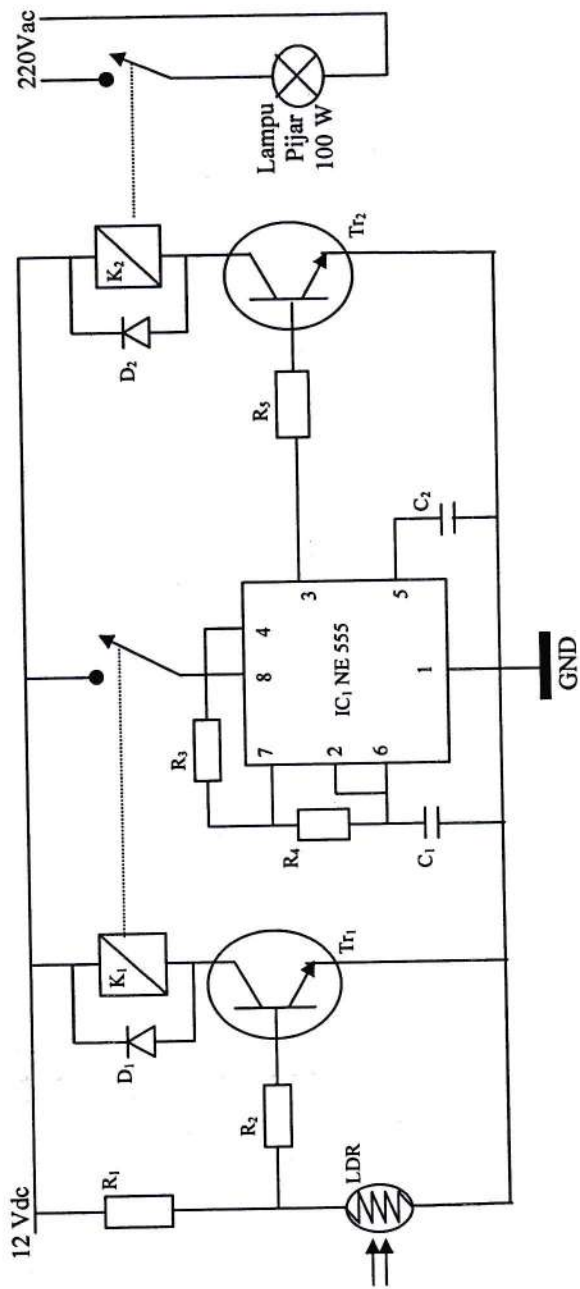 12 Vdc
R₁
LDR
R₂
D₁
K₁
Tr₁
R₃
R₄
C₁
7
2
6
8
4
IC₁ NE 555
1
3
5
GND
C₂
R₅
D₂
K₂
Tr₂
220Vac
Lampu
Pijar
100 W